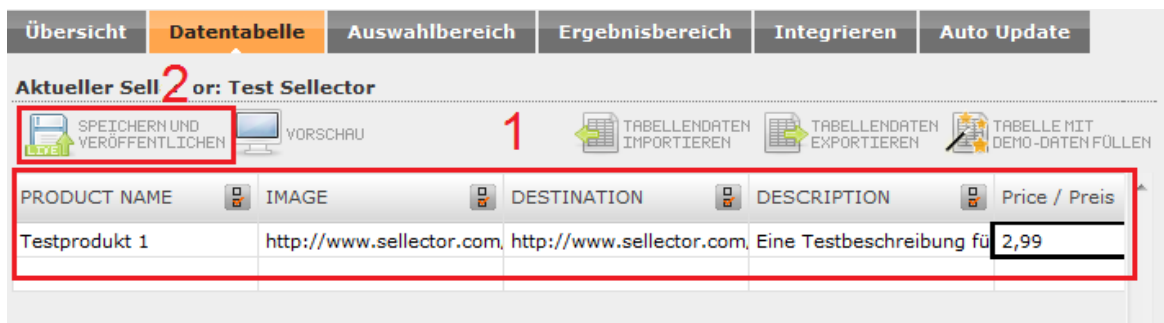 Übersicht Datentabelle Auswahlbereich Ergebnisbereich Integrieren Auto Update
Aktueller Sell 2 or: Test Sellector
SPEICHERN UND
VERÖFFENTLICHEN
LIVE
VORSCHAU
1
TABELLENDATEN
IMPORTIEREN
TABELLENDATEN
EXPORTIEREN
TABELLE MIT
DEMO-DATEN FÜLLEN
PRODUCT NAME IMAGE DESTINATION DESCRIPTION Price / Preis
Testprodukt 1 http://www.sellector.com, http://www.sellector.com, Eine Testbeschreibung fü 2,99